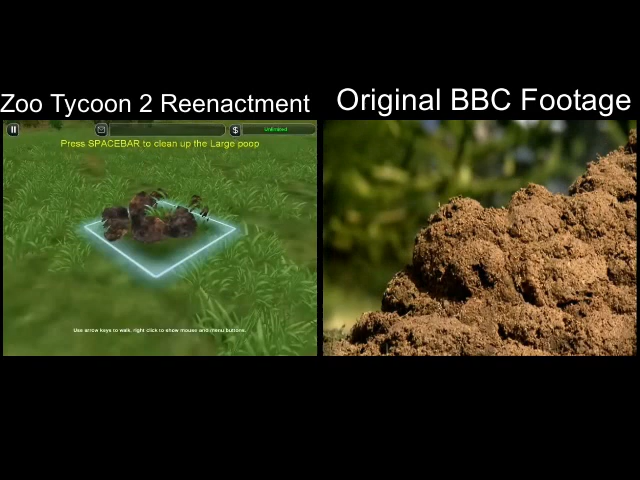 Zoo Tycoon 2 Reenactment
Original BBC Footage
$
Unlimited
Press SPACEBAR to clean up the Large poop
Use arrow keys to walk, right click to show mouse and menu buttons.